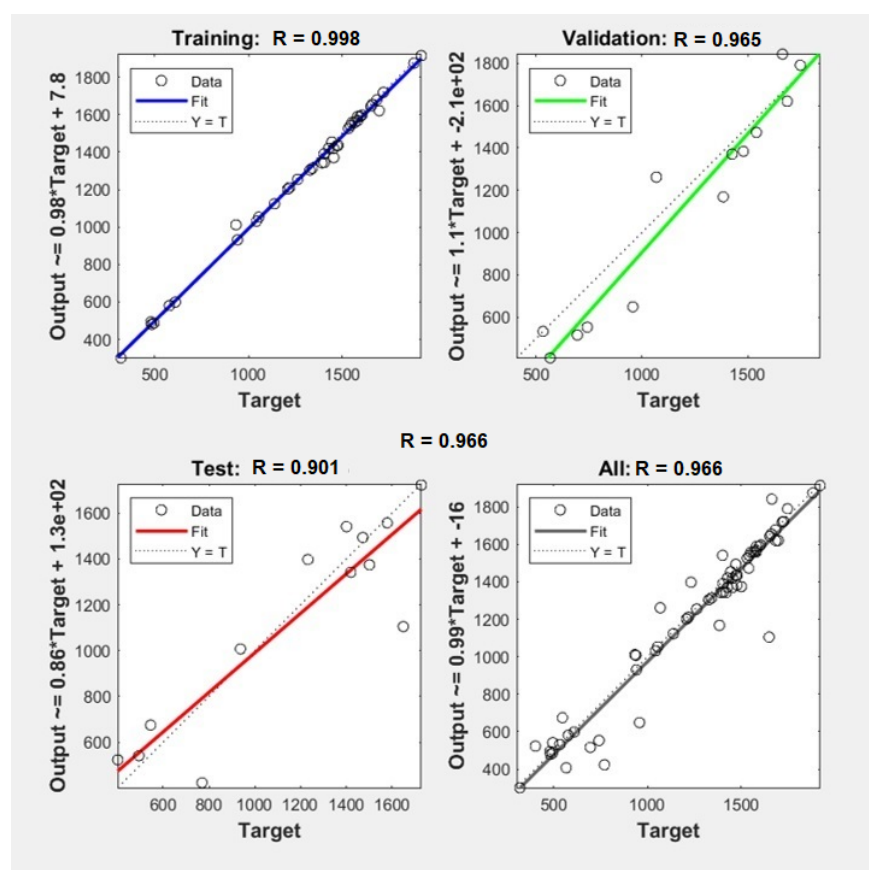 Training: R = 0.998
Output ~= 0.98*Target + 7.8
1800
1600
1400
1200
1000
800
600
400
Data
Fit
Y = T
500 1000 1500
Target
Validation: R = 0.965
Output ~= 1.1*Target + -2.1e+02
1800
1600
1400
1200
1000
800
600
Data
Fit
Y = T
500 1000 1500
Target
R = 0.966
Test: R = 0.901
Output ~= 0.86*Target + 1.3e+02
1600
1400
1200
1000
800
600
Data
Fit
Y = T
600 800 1000 1200 1400 1600
Target
All: R = 0.966
Output ~= 0.99*Target + -16
1800
1600
1400
1200
1000
800
600
400
Data
Fit
Y = T
500 1000 1500
Target